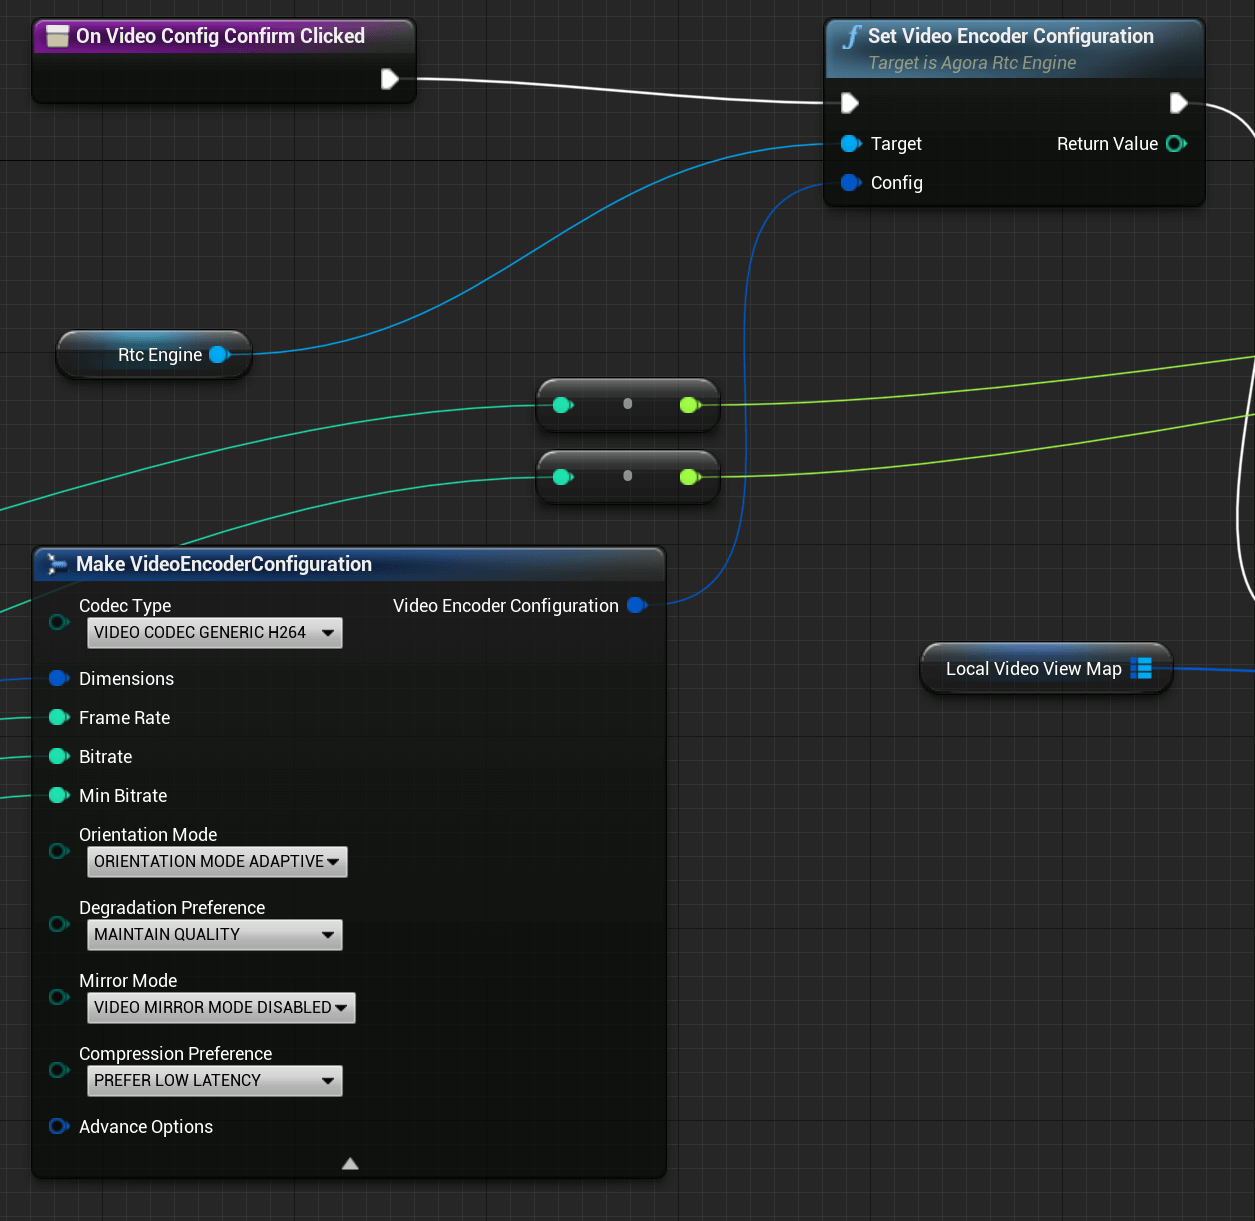 On Video Config Confirm Clicked
Set Video Encoder Configuration
Target is Agora Rtc Engine
Target
Return Value
Config
Rtc Engine
Make VideoEncoderConfiguration
Codec Type
Video Encoder Configuration
VIDEO CODEC GENERIC H264
Local Video View Map
Dimensions
Frame Rate
Bitrate
Min Bitrate
Orientation Mode
ORIENTATION MODE ADAPTIVE
Degradation Preference
MAINTAIN QUALITY
Mirror Mode
VIDEO MIRROR MODE DISABLED
Compression Preference
PREFER LOW LATENCY
Advance Options